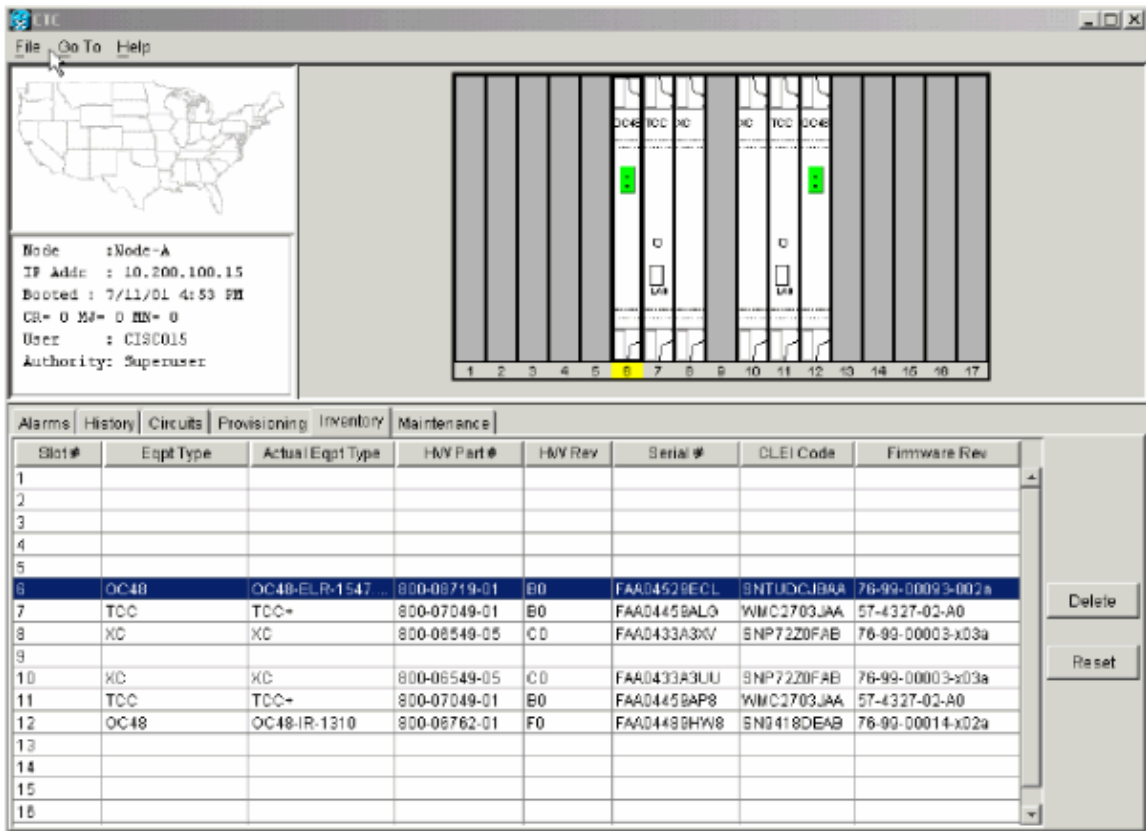 CTC
File Go To Help
OC48 TCC XC XC TCC OC48
LAN LAN
1 2 3 4 5 6 7 8 9 10 11 12 13 14 15 16 17
Node :Node-A
IP Addr : 10.200.100.15
Booted : 7/11/01 4:53 PM
CR- 0 MJ- 0 MN- 0
User : CISCO15
Authority: Superuser
Alarms History Circuits Provisioning Inventory Maintenance
Slot # Eqpt Type Actual Eqpt Type HW Part # HW Rev Serial # CLEI Code Firmware Rev
1
2
3
4
5
6 OC48 OC48-ELR-1547... 800-08719-01 B0 FAA04529ECL SNTUDCJBAA 76-99-00093-002a
7 TCC TCC+ 800-07049-01 B0 FAA04459ALG WMC2703JAA 57-4327-02-A0
8 XC XC 800-06549-05 C0 FAA0433A3XV SNP72Z0FAB 76-99-00003-x03a
9
10 XC XC 800-06549-05 C0 FAA0433A3UU SNP72Z0FAB 76-99-00003-x03a
11 TCC TCC+ 800-07049-01 B0 FAA04459AP8 WMC2703JAA 57-4327-02-A0
12 OC48 OC48-IR-1310 800-06762-01 F0 FAA04489HW8 SN9418DEAB 76-99-00014-x02a
13
14
15
16
Delete
Reset